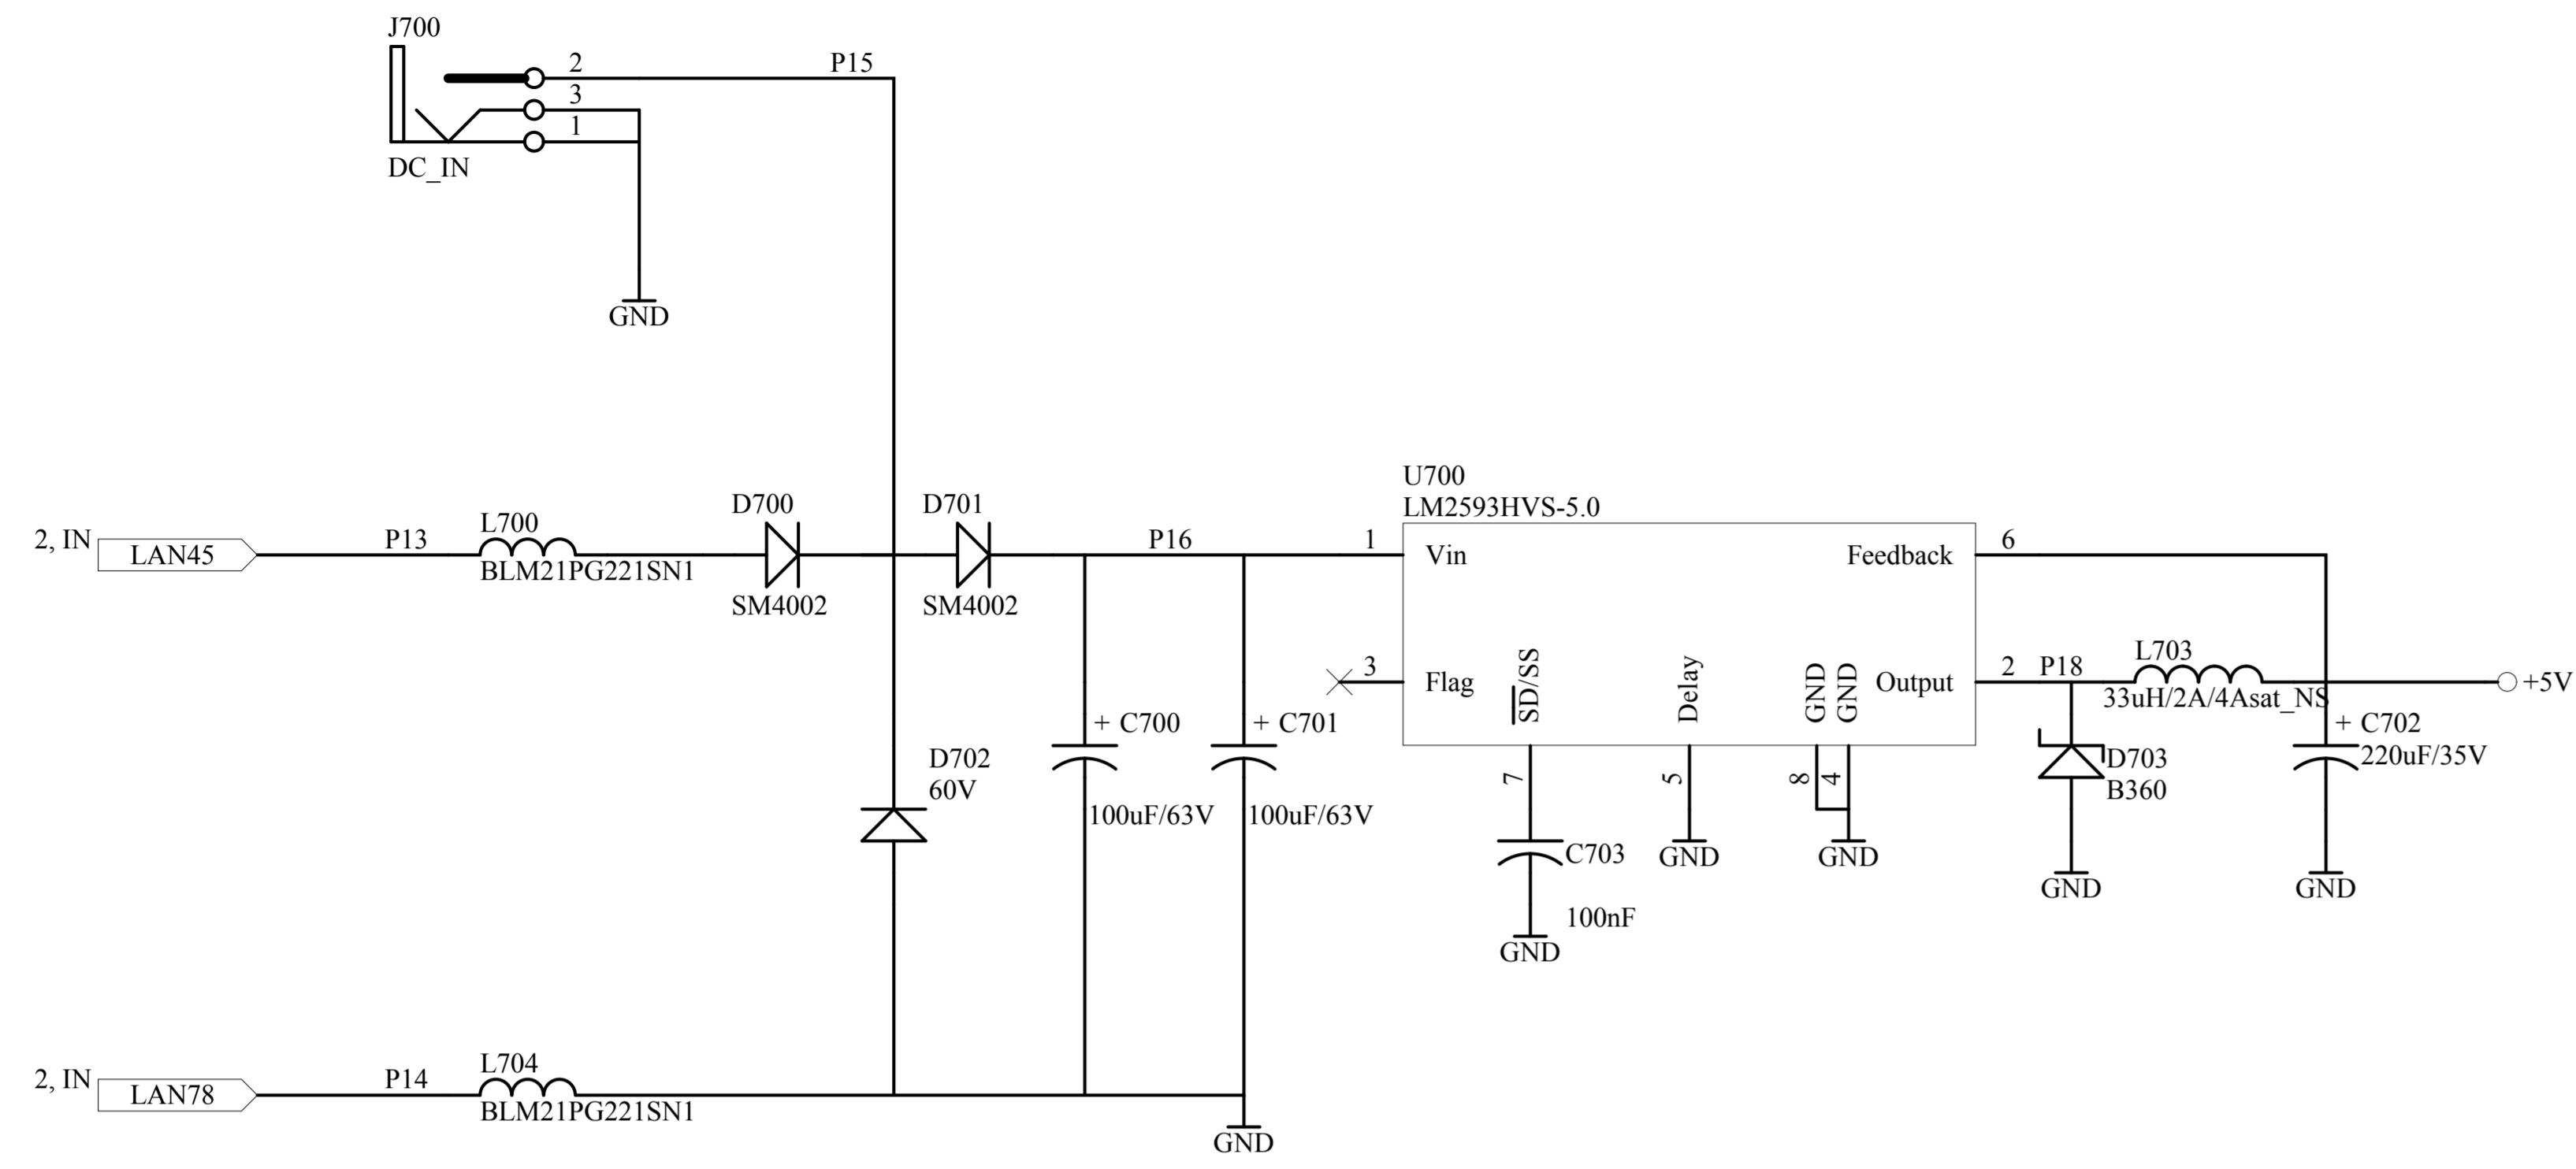 J700
2
P15
3
1
DC_IN
GND
U700
LM2593HVS-5.0
2, IN
LAN45
P13
L700
BLM21PG221SN1
D700
SM4002
D701
SM4002
P16
1
Vin
Feedback
6
3
Flag
SD/SS
Delay
GND
GND
Output
2
P18
L703
33uH/2A/4Asat_NS
+5V
+ C700
100uF/63V
+ C701
100uF/63V
D702
60V
7
5
8
4
C703
100nF
GND
GND
GND
D703
B360
GND
+ C702
220uF/35V
GND
2, IN
LAN78
P14
L704
BLM21PG221SN1
GND